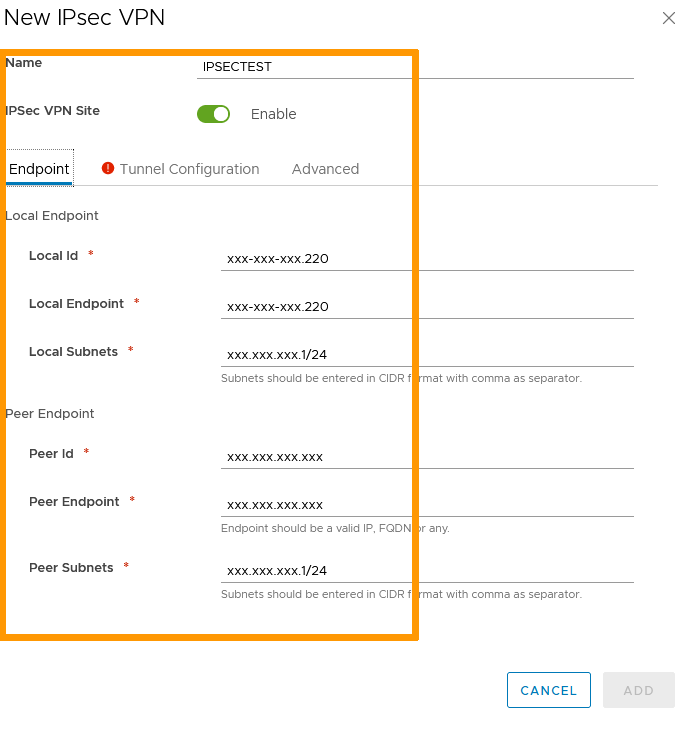 New IPsec VPN
Name IPSECTEST
IPSec VPN Site Enable
Endpoint Tunnel Configuration Advanced
Local Endpoint
Local Id * xxx-xxx-xxx.220
Local Endpoint * xxx-xxx-xxx.220
Local Subnets * xxx.xxx.xxx.1/24
Subnets should be entered in CIDR format with comma as separator.
Peer Endpoint
Peer Id * xxx.xxx.xxx.xxx
Peer Endpoint * xxx.xxx.xxx.xxx
Endpoint should be a valid IP, FQDN or any.
Peer Subnets * xxx.xxx.xxx.1/24
Subnets should be entered in CIDR format with comma as separator.
CANCEL ADD